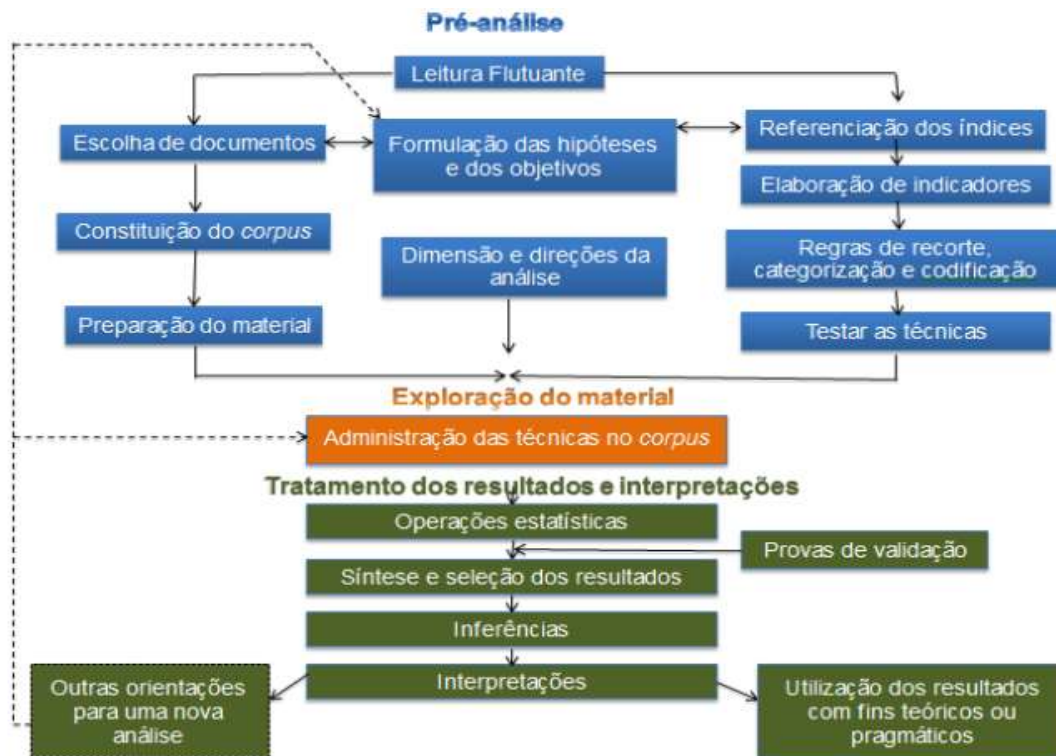 Pré-análise
Leitura Flutuante
Escolha de documentos
Formulação das hipóteses
e dos objetivos
Referenciação dos índices
Elaboração de indicadores
Constituição do corpus
Dimensão e direções da
análise
Regras de recorte,
categorização e codificação
Preparação do material
Testar as técnicas
Exploração do material
Administração das técnicas no corpus
Tratamento dos resultados e interpretações
Operações estatísticas
Provas de validação
Síntese e seleção dos resultados
Inferências
Interpretações
Outras orientações
para uma nova
análise
Utilização dos resultados
com fins teóricos ou
pragmáticos